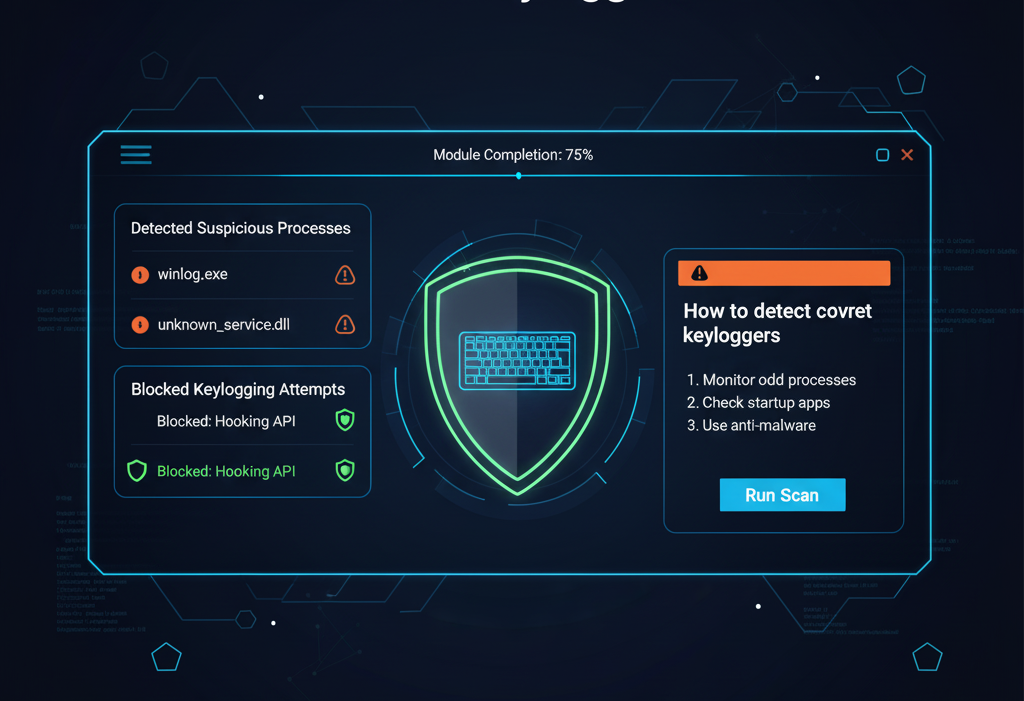 Module Completion: 75%
Detected Suspicious Processes
winlog.exe
unknown_service.dll
Blocked Keylogging Attempts
Blocked: Hooking API
Blocked: Hooking API
How to detect covret
keyloggers
1. Monitor odd processes
2. Check startup apps
3. Use anti-malware
Run Scan